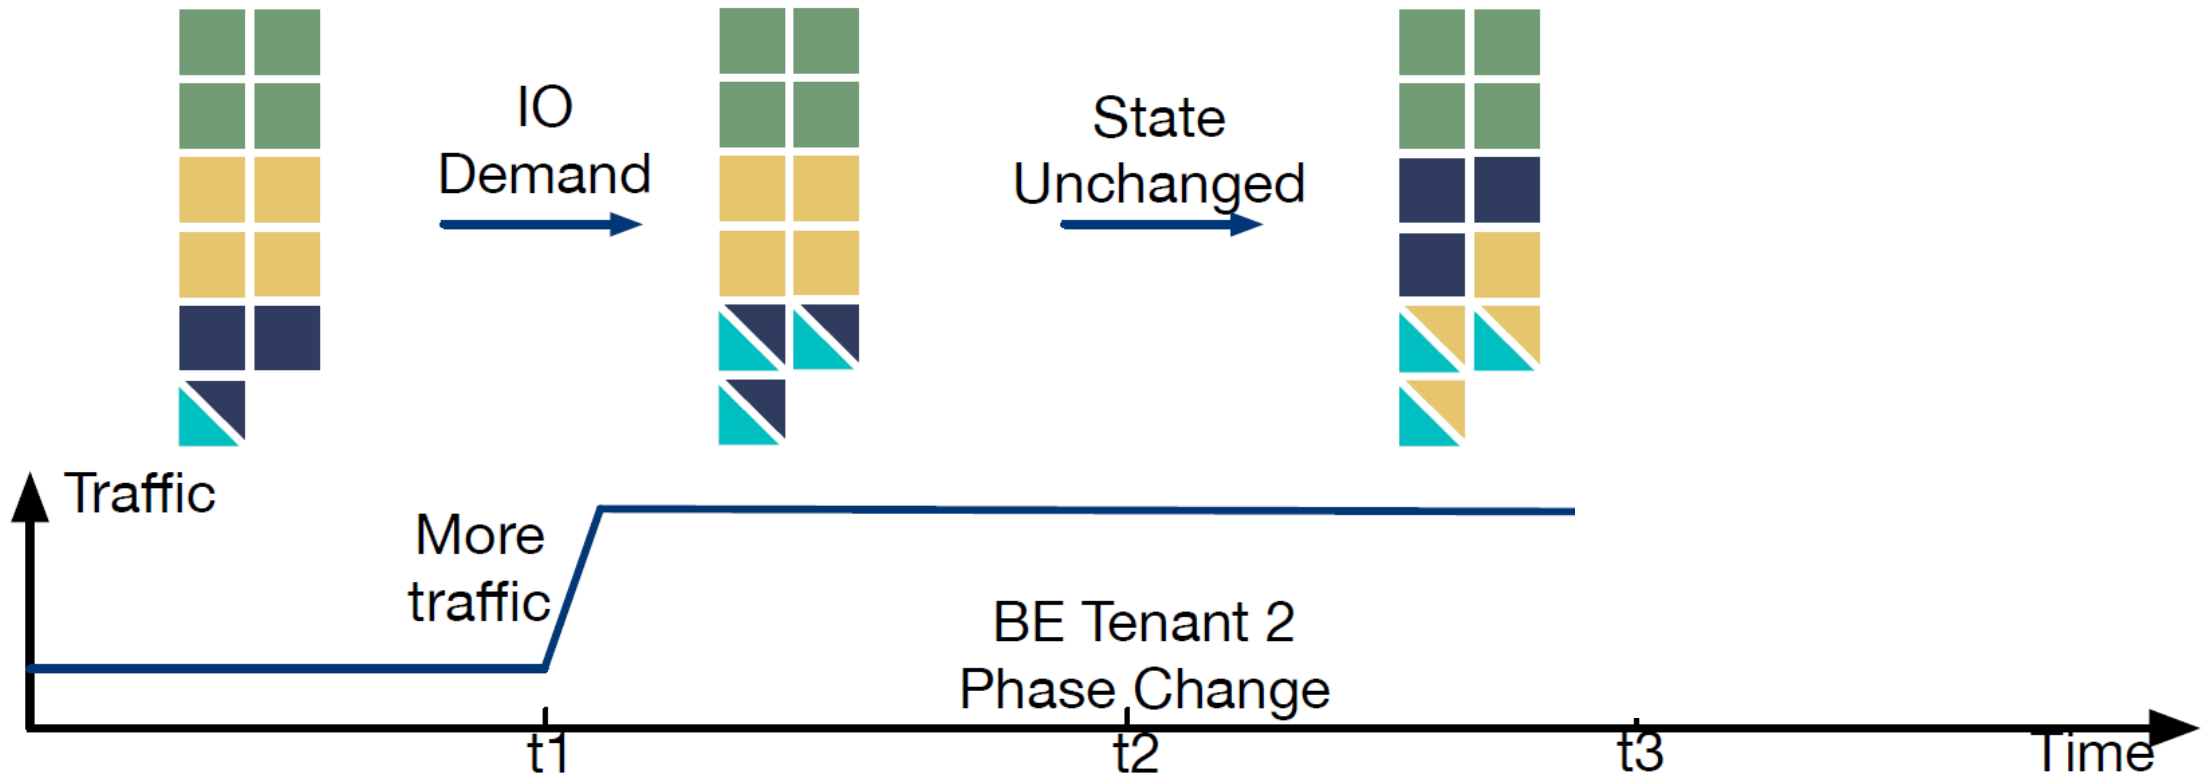 IO
Demand
State
Unchanged
Traffic
More
traffic
BE Tenant 2
Phase Change
t1
t2
t3
Time